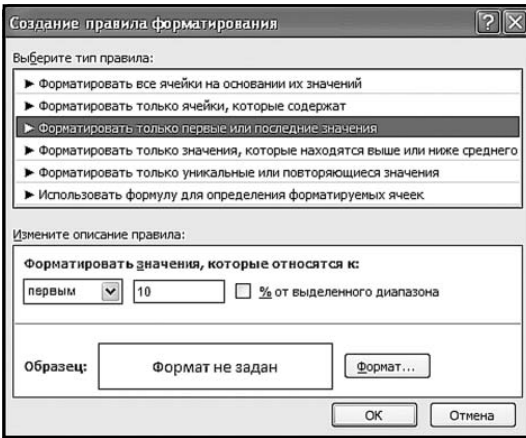 Создание правила форматирования
Выберите тип правила:
► Форматировать все ячейки на основании их значений
► Форматировать только ячейки, которые содержат
► Форматировать только первые или последние значения
► Форматировать только значения, которые находятся выше или ниже среднего
► Форматировать только уникальные или повторяющиеся значения
► Использовать формулу для определения форматируемых ячеек
Измените описание правила:
Форматировать значения, которые относятся к:
первым 10 % от выделенного диапазона
Образец: Формат не задан Формат...
ОК Отмена